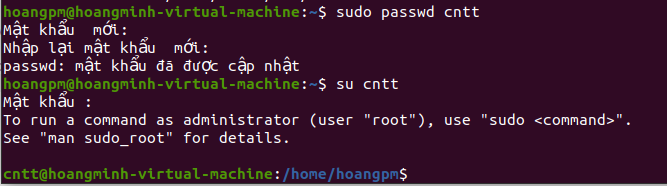 hoangpm@hoangminh-virtual-machine:~$ sudo passwd cntt
Mật khẩu  mới:
Nhập lại mật khẩu  mới:
passwd: mật khẩu đã được cập nhật
hoangpm@hoangminh-virtual-machine:~$ su cntt
Mật khẩu :
To run a command as administrator (user "root"), use "sudo <command>".
See "man sudo_root" for details.
cntt@hoangminh-virtual-machine:/home/hoangpm$